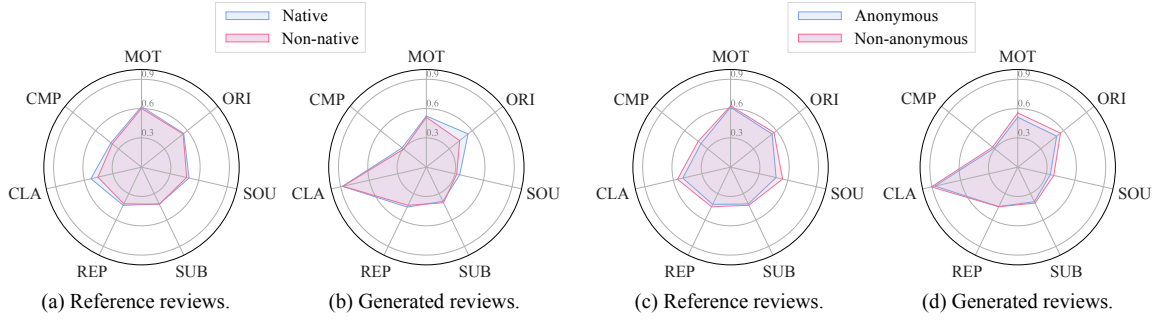 Native
Non-native
MOT
ORI
SOU
SUB
REP
CLA
CMP
0.9
0.6
0.3
(a) Reference reviews.
MOT
ORI
SOU
SUB
REP
CLA
CMP
0.9
0.6
0.3
(b) Generated reviews.
Anonymous
Non-anonymous
MOT
ORI
SOU
SUB
REP
CLA
CMP
0.9
0.6
0.3
(c) Reference reviews.
MOT
ORI
SOU
SUB
REP
CLA
CMP
0.9
0.6
0.3
(d) Generated reviews.